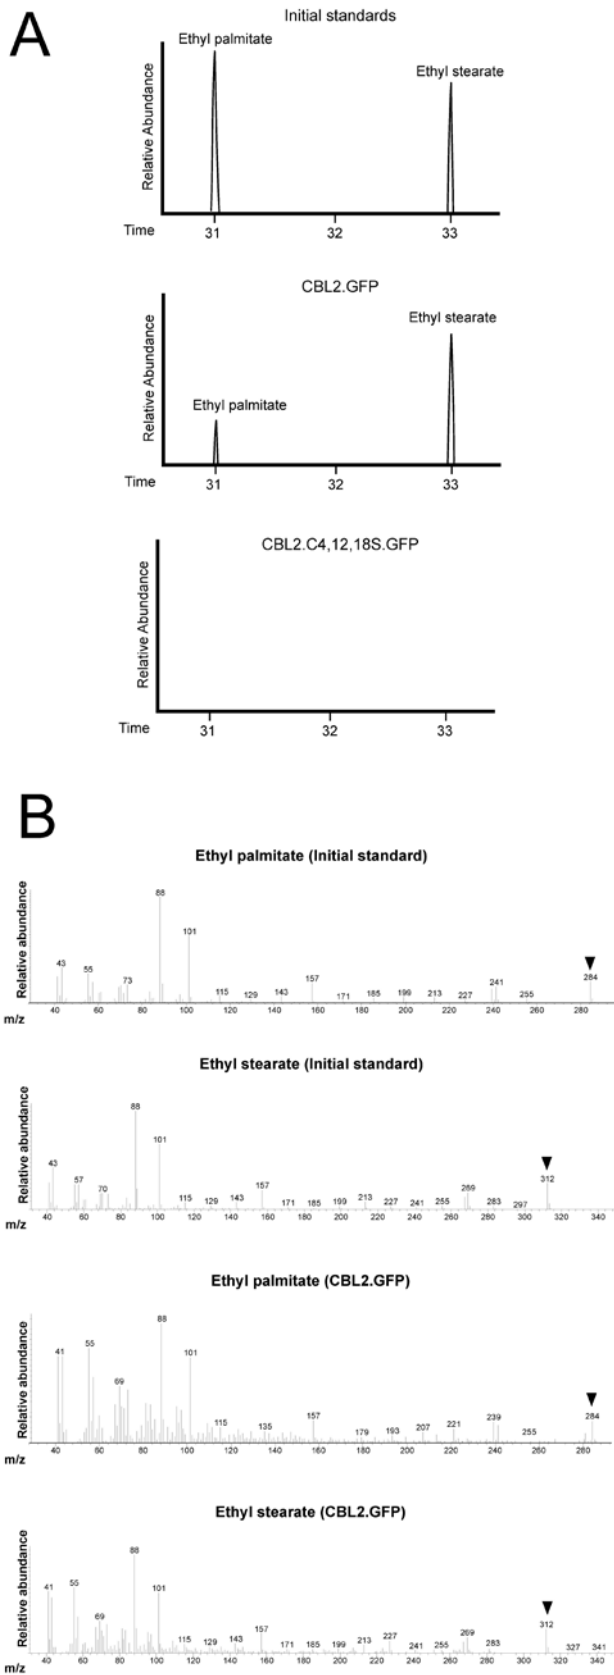 A
Initial standards
Ethyl palmitate
Ethyl stearate
Relative Abundance
Time
31
32
33
CBL2.GFP
Ethyl stearate
Ethyl palmitate
Relative Abundance
Time
31
32
33
CBL2.C4,12,18S.GFP
Relative Abundance
Time
31
32
33
B
Ethyl palmitate (Initial standard)
Relative abundance
43 55 73 88 101 115 129 143 157 171 185 199 213 227 241 255 284
40 60 80 100 120 140 160 180 200 220 240 260 280
m/z
Ethyl stearate (Initial standard)
Relative abundance
43 57 70 88 101 115 129 143 157 171 185 199 213 227 241 255 269 283 297 312
40 60 80 100 120 140 160 180 200 220 240 260 280 300 320 340
m/z
Ethyl palmitate (CBL2.GFP)
Relative abundance
41 55 69 88 101 115 135 157 179 193 207 221 239 255 284
40 60 80 100 120 140 160 180 200 220 240 260 280
m/z
Ethyl stearate (CBL2.GFP)
Relative abundance
41 55 69 88 101 115 129 143 157 171 185 199 213 227 241 255 269 283 312 327 341
40 60 80 100 120 140 160 180 200 220 240 260 280 300 320 340
m/z